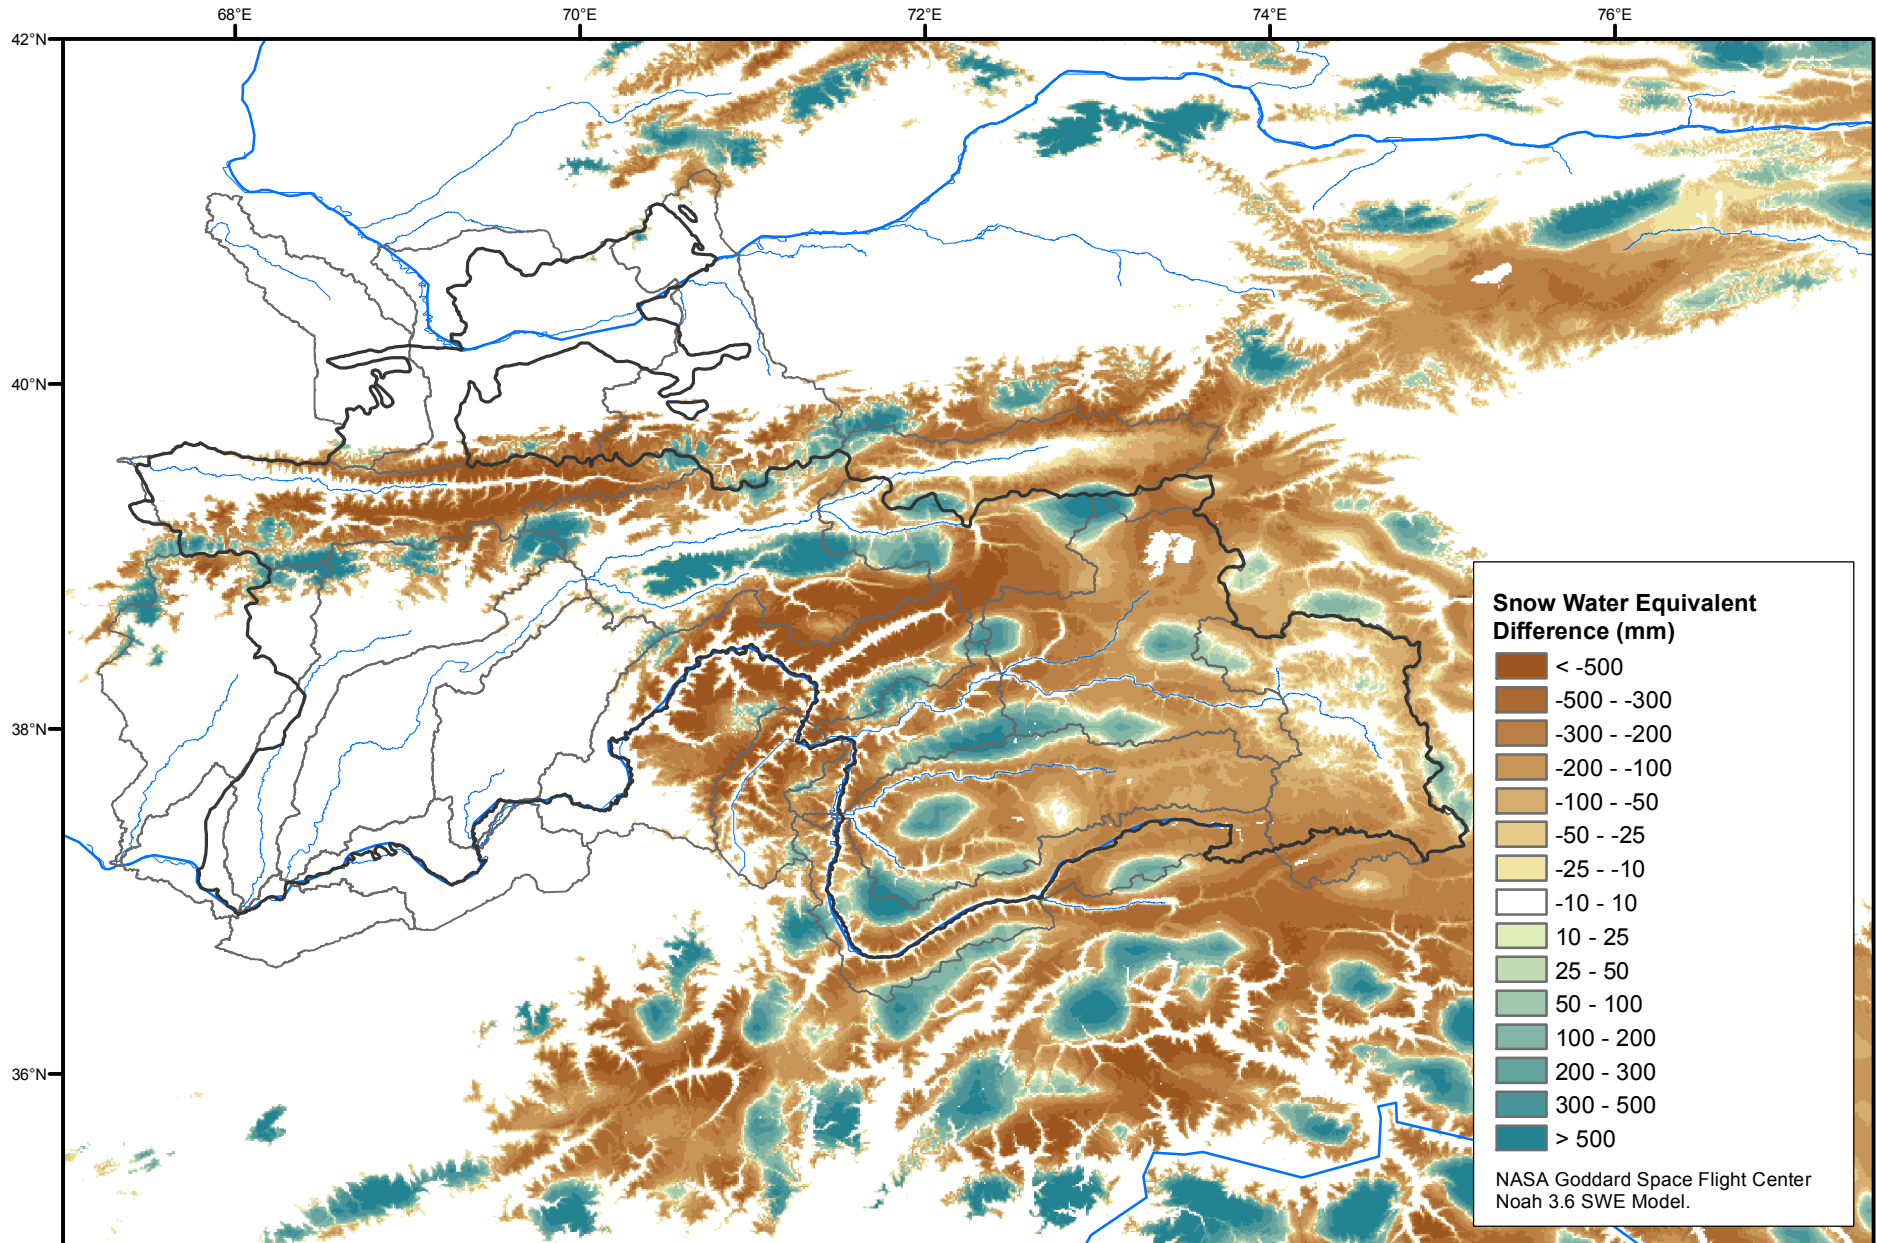 68°E
70°E
72°E
74°E
76°E
42°N
40°N
38°N
36°N
Snow Water Equivalent
Difference (mm)
< -500
-500 - -300
-300 - -200
-200 - -100
-100 - -50
-50 - -25
-25 - -10
-10 - 10
10 - 25
25 - 50
50 - 100
100 - 200
200 - 300
300 - 500
> 500
NASA Goddard Space Flight Center
Noah 3.6 SWE Model.